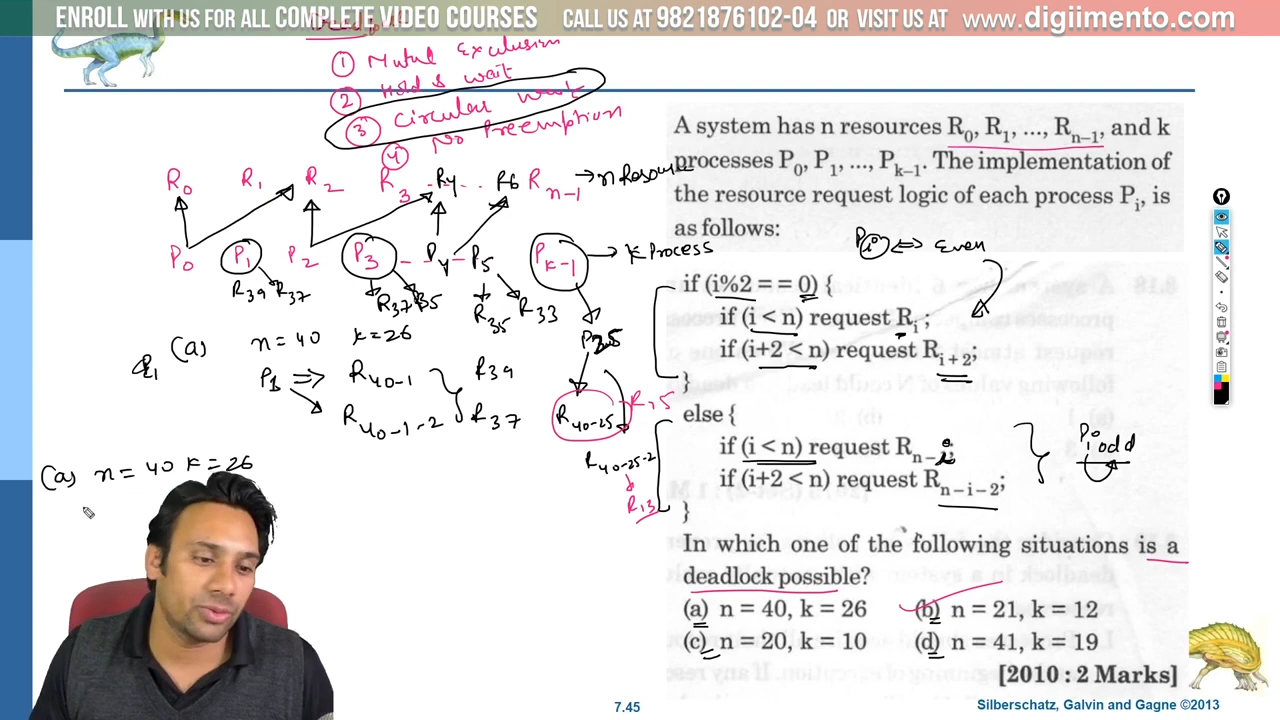 ENROLL WITH US FOR ALL COMPLETE VIDEO COURSES CALL US AT 9821876102-04 OR VISIT US AT www.digiimento.com
① Mutual Exclusion
② Hold & wait
③ Circular wait
④ No Preemption
R0 R1 R2 R3 ... R4 ... R6 Rn-1 → n Resource
P0 P1 P2 P3 - - - P4 P5 Pk-1 → k Process
R39 R37 R37 R35 R35 R33
(a) n = 40 k = 26
P1 ⇒ R40-1 R39
R40-1-2 R37
R40-25
R40-25-2
R13
(a) n = 40 k = 26
A system has n resources R0, R1, ..., Rn–1, and k
processes P0, P1, ..., Pk–1. The implementation of
the resource request logic of each process Pi, is
as follows:
Pi ⇔ Even
if (i%2 = = 0) {
if (i < n) request Ri ;
if (i+2 < n) request Ri+2;
}
else {
if (i < n) request Rn–i;
if (i+2 < n) request Rn–i–2;
}
Pi odd
In which one of the following situations is a
deadlock possible?
(a) n = 40, k = 26 (b) n = 21, k = 12
(c) n = 20, k = 10 (d) n = 41, k = 19
[2010 : 2 Marks]
7.45
Silberschatz, Galvin and Gagne ©2013